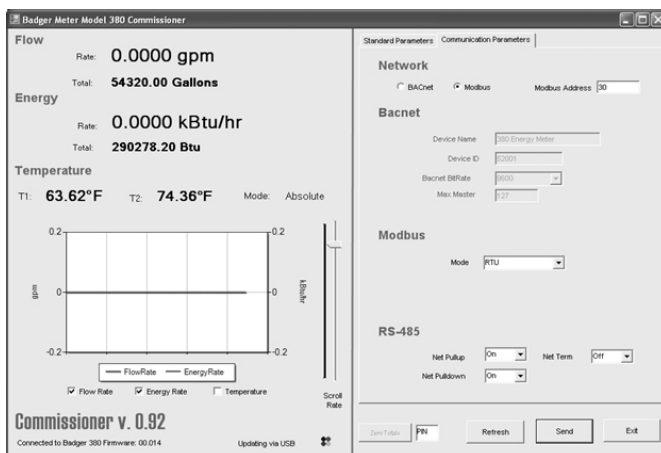 Badger Meter Model 380 Commissioner
Flow
Rate: 0.0000 gpm
Total: 54320.00 Gallons
Energy
Rate: 0.0000 kBtu/hr
Total: 290278.20 Btu
Temperature
T1: 63.62°F T2: 74.36°F Mode: Absolute
0.2 0.2
gpm 0 0 kBtu/hr
-0.2 -0.2
FlowRate EnergyRate
Flow Rate Energy Rate Temperature
Scroll Rate
Commissioner v. 0.92
Connected to Badger 380 Firmware: 00.014 Updating via USB
Standard Parameters Communication Parameters
Network
BACnet Modbus Modbus Address 30
Bacnet
Device Name 380 Energy Meter
Device ID 52001
Bacnet BitRate 9600
Max Master 127
Modbus
Mode RTU
RS-485
Net Pullup On Net Term Off
Net Pulldown On
Zero Totals PIN Refresh Send Exit